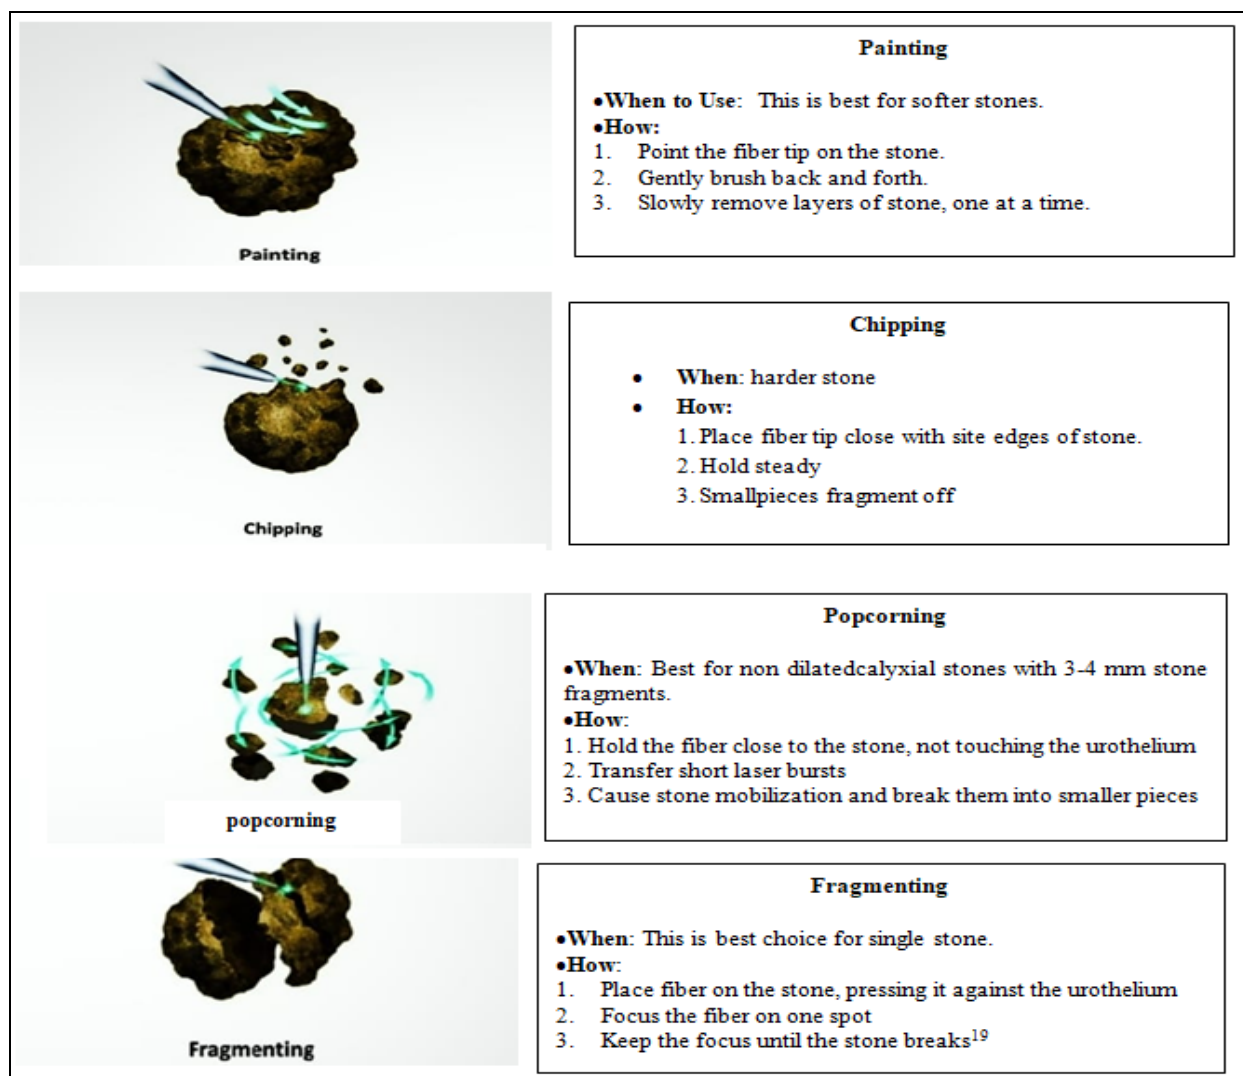 Painting
•When to Use:  This is best for softer stones.
•How:
1. Point the fiber tip on the stone.
2. Gently brush back and forth.
3. Slowly remove layers of stone, one at a time.
Painting
Chipping
• When: harder stone
• How:
1. Place fiber tip close with site edges of stone.
2. Hold steady
3. Smallpieces fragment off
Chipping
Popcorning
•When: Best for non dilatedcalyxial stones with 3-4 mm stone
fragments.
•How:
1. Hold the fiber close to the stone, not touching the urothelium
2. Transfer short laser bursts
3. Cause stone mobilization and break them into smaller pieces
popcorning
Fragmenting
•When: This is best choice for single stone.
•How:
1. Place fiber on the stone, pressing it against the urothelium
2. Focus the fiber on one spot
3. Keep the focus until the stone breaks19
Fragmenting